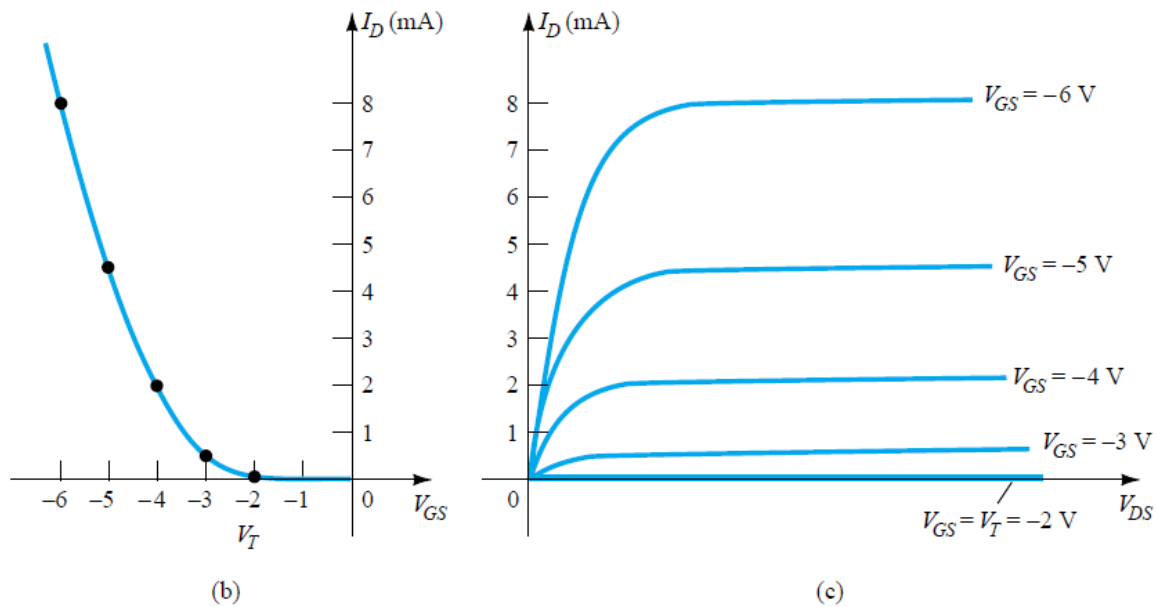 I_D (mA)
8
7
6
5
4
3
2
1
–6
–5
–4
–3
–2
–1
0
V_GS
V_T
(b)
I_D (mA)
8
7
6
5
4
3
2
1
0
V_GS = –6 V
V_GS = –5 V
V_GS = –4 V
V_GS = –3 V
V_GS = V_T = –2 V
V_DS
(c)